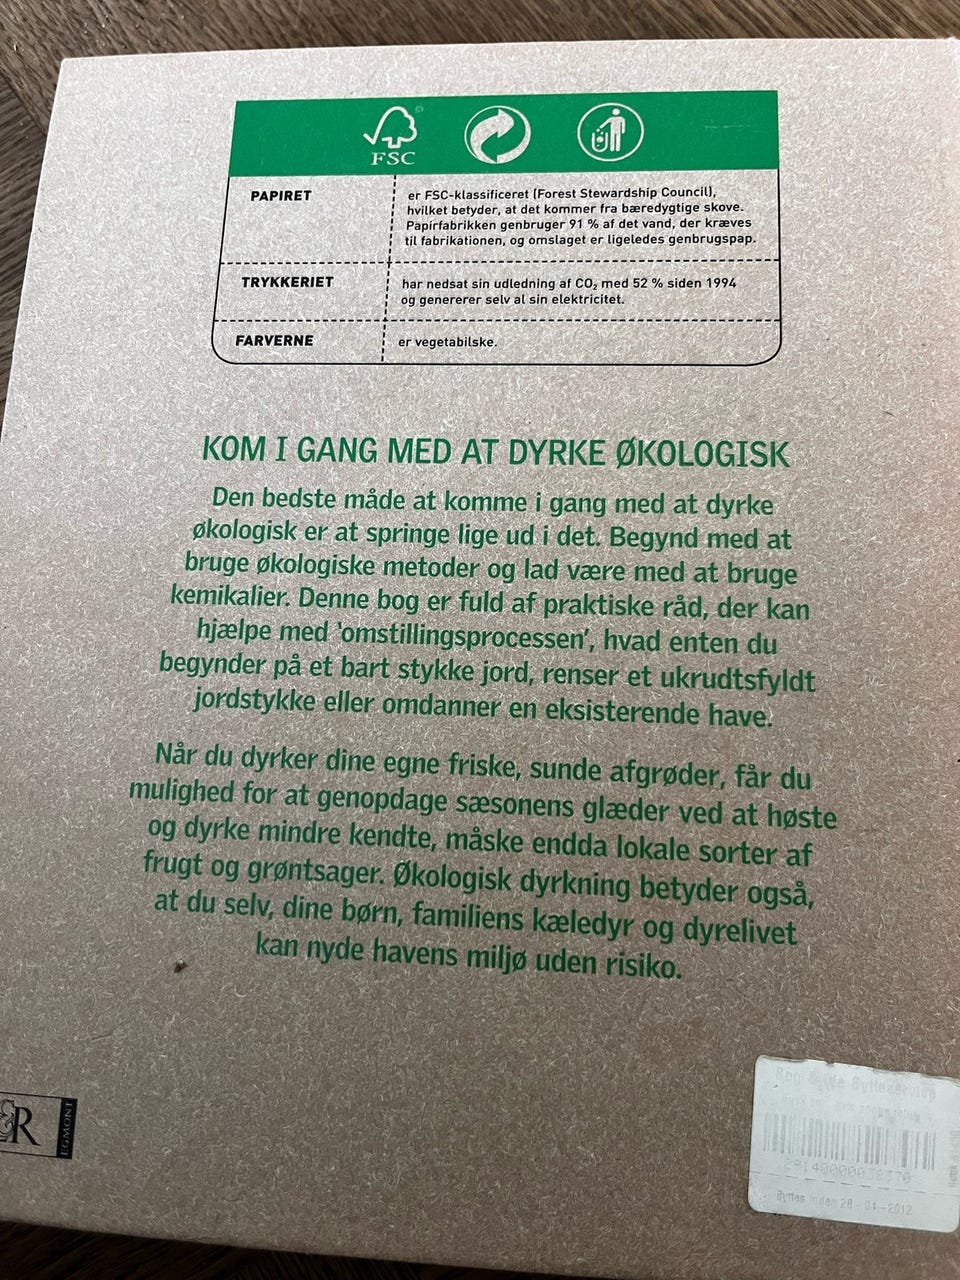 FSC
PAPIRET
er FSC-klassificeret (Forest Stewardship Council),
hvilket betyder, at det kommer fra bæredygtige skove.
Papirfabrikken genbruger 91 % af det vand, der kræves
til fabrikationen, og omslaget er ligeledes genbrugspap.
TRYKKERIET
har nedsat sin udledning af CO₂ med 52 % siden 1994
og genererer selv al sin elektricitet.
FARVERNE
er vegetabilske.
KOM I GANG MED AT DYRKE ØKOLOGISK
Den bedste måde at komme i gang med at dyrke
økologisk er at springe lige ud i det. Begynd med at
bruge økologiske metoder og lad være med at bruge
kemikalier. Denne bog er fuld af praktiske råd, der kan
hjælpe med 'omstillingsprocessen', hvad enten du
begynder på et bart stykke jord, renser et ukrudtsfyldt
jordstykke eller omdanner en eksisterende have.
Når du dyrker dine egne friske, sunde afgrøder, får du
mulighed for at genopdage sæsonens glæder ved at høste
og dyrke mindre kendte, måske endda lokale sorter af
frugt og grøntsager. Økologisk dyrkning betyder også,
at du selv, dine børn, familiens kæledyr og dyrelivet
kan nyde havens miljø uden risiko.
&R
EGMONT
Byttes inden 28-04-2012